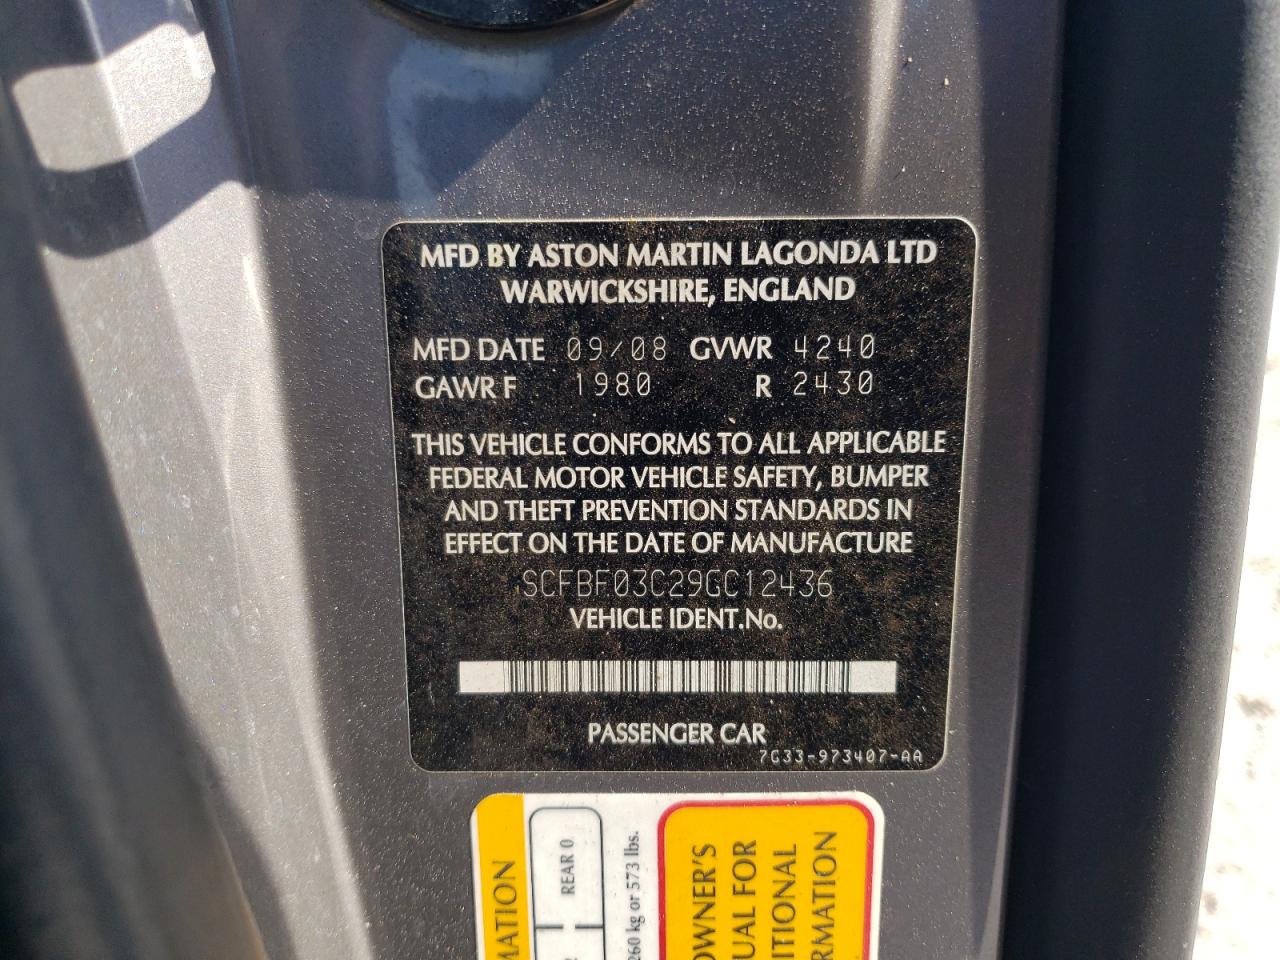 MFD BY ASTON MARTIN LAGONDA LTD
WARWICKSHIRE, ENGLAND
MFD DATE 09/08 GVWR 4240
GAWR F 1980 R 2430
THIS VEHICLE CONFORMS TO ALL APPLICABLE
FEDERAL MOTOR VEHICLE SAFETY, BUMPER
AND THEFT PREVENTION STANDARDS IN
EFFECT ON THE DATE OF MANUFACTURE
SCFBF03C29GC12436
VEHICLE IDENT.No.
PASSENGER CAR
7G33-973407-AA
MATION
REAR 0
260 kg or 573 lbs.
OWNER'S
UAL FOR
ITIONAL
RMATION